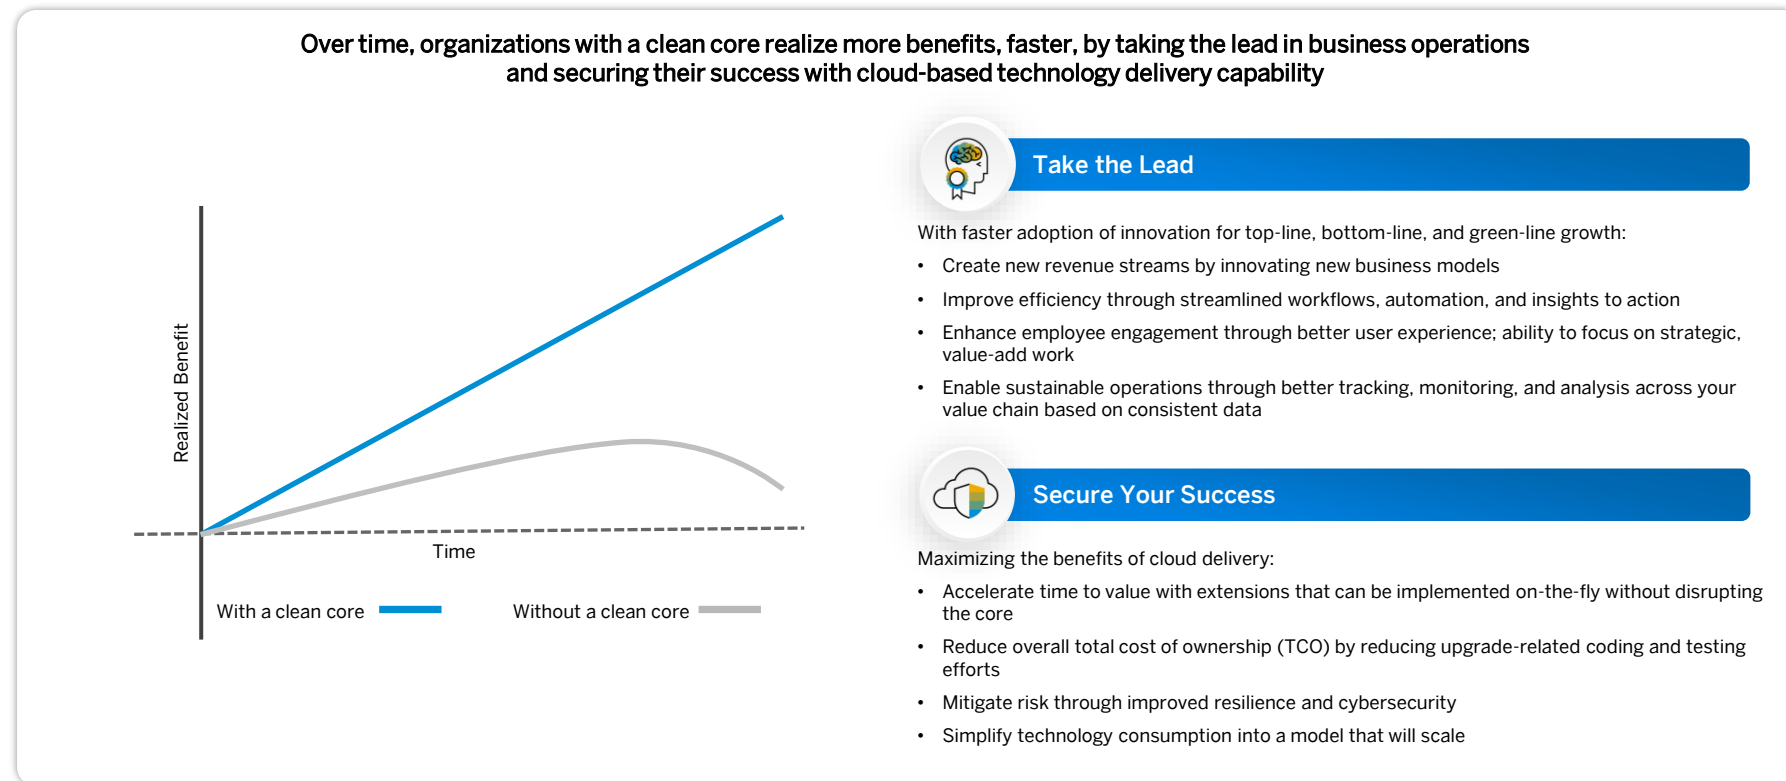 Over time, organizations with a clean core realize more benefits, faster, by taking the lead in business operations
and securing their success with cloud-based technology delivery capability
Realized Benefit
Time
With a clean core
Without a clean core
Take the Lead
With faster adoption of innovation for top-line, bottom-line, and green-line growth:
• Create new revenue streams by innovating new business models
• Improve efficiency through streamlined workflows, automation, and insights to action
• Enhance employee engagement through better user experience; ability to focus on strategic,
value-add work
• Enable sustainable operations through better tracking, monitoring, and analysis across your
value chain based on consistent data
Secure Your Success
Maximizing the benefits of cloud delivery:
• Accelerate time to value with extensions that can be implemented on-the-fly without disrupting
the core
• Reduce overall total cost of ownership (TCO) by reducing upgrade-related coding and testing
efforts
• Mitigate risk through improved resilience and cybersecurity
• Simplify technology consumption into a model that will scale